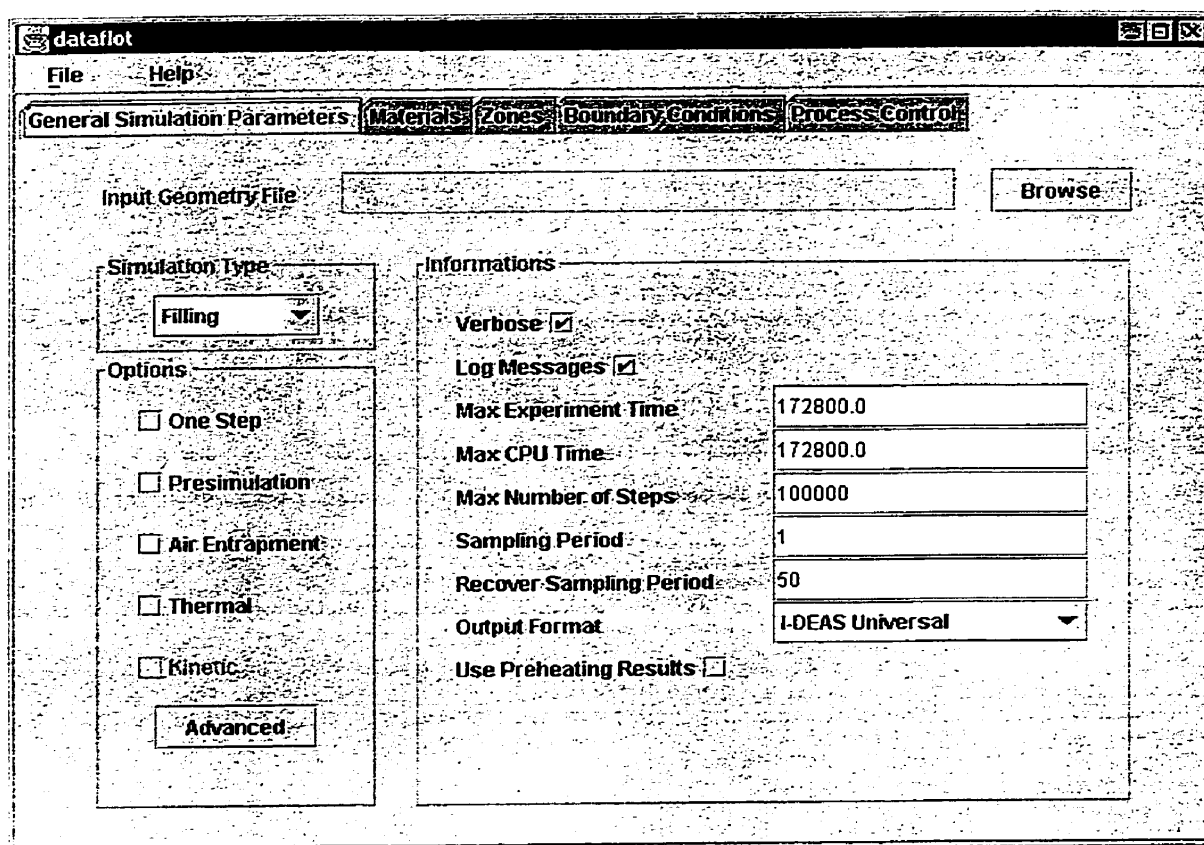 dataflot
File Help
General Simulation Parameters Materials Zones Boundary Conditions Process Control
Input Geometry File Browse
Simulation Type
Filling
Options
One Step
Presimulation
Air Entrapment
Thermal
Kinetic
Advanced
Informations
Verbose
Log Messages
Max Experiment Time 172800.0
Max CPU Time 172800.0
Max Number of Steps 100000
Sampling Period 1
Recover Sampling Period 50
Output Format I-DEAS Universal
Use Preheating Results